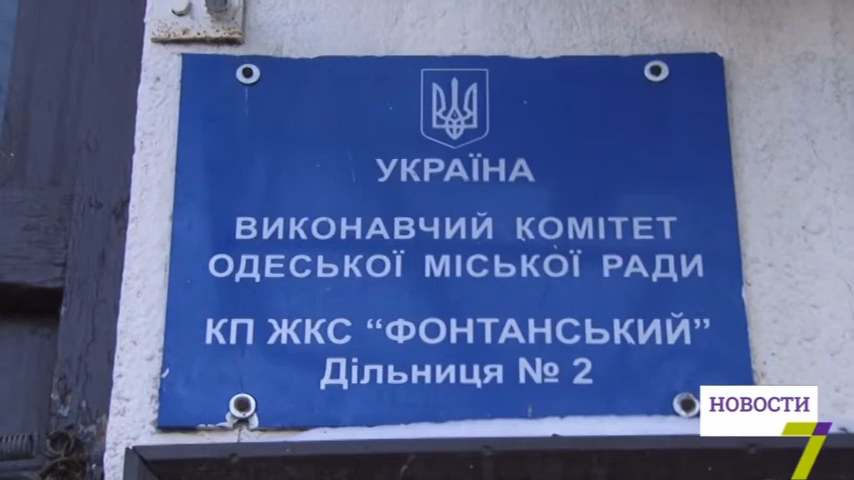 УКРАЇНА
ВИКОНАВЧИЙ КОМІТЕТ
ОДЕСЬКОЇ МІСЬКОЇ РАДИ
КП ЖКС “ФОНТАНСЬКИЙ”
Дільниця № 2
НОВОСТИ
7